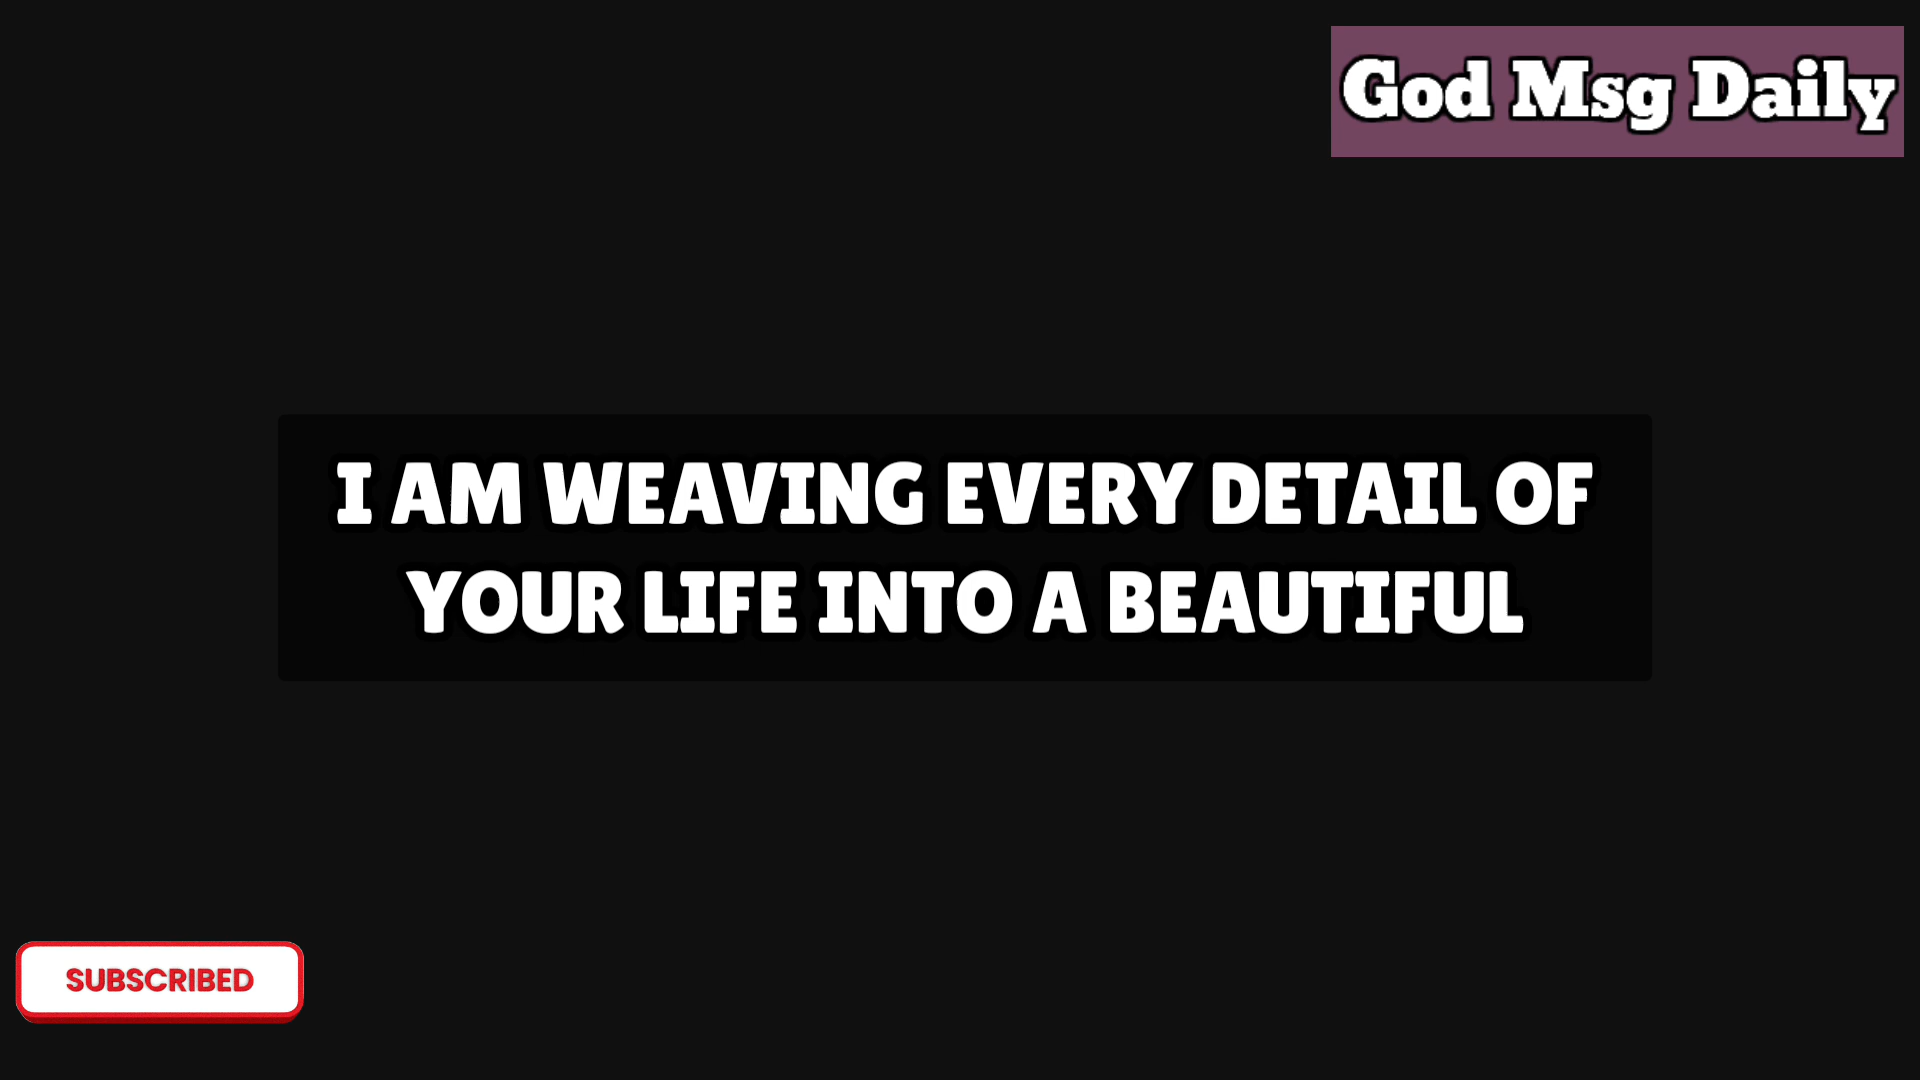 God Msg Daily
I AM WEAVING EVERY DETAIL OF
YOUR LIFE INTO A BEAUTIFUL
SUBSCRIBED